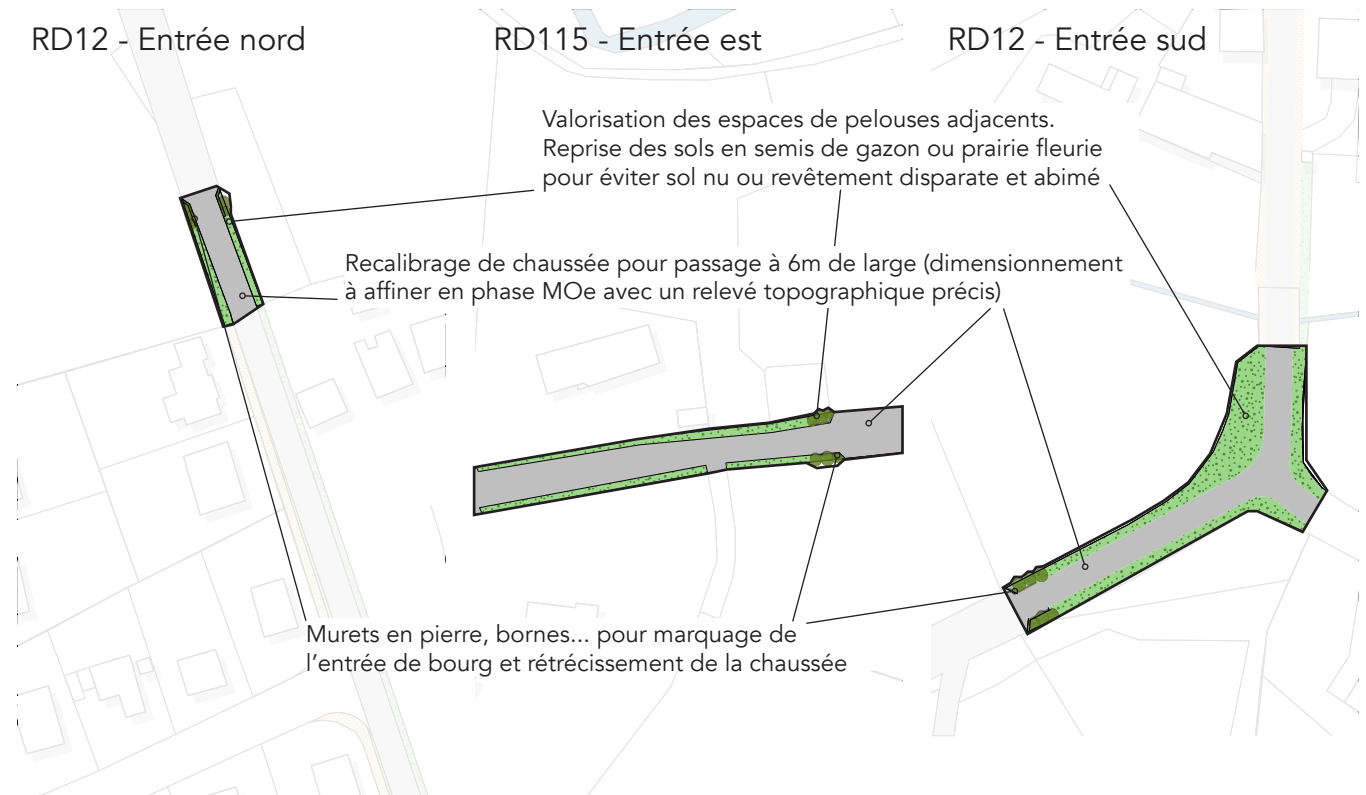 RD12 - Entrée nord
RD115 - Entrée est
RD12 - Entrée sud
Valorisation des espaces de pelouses adjacents.
Reprise des sols en semis de gazon ou prairie fleurie
pour éviter sol nu ou revêtement disparate et abimé
Recalibrage de chaussée pour passage à 6m de large (dimensionnement
à affiner en phase MOe avec un relevé topographique précis)
Murets en pierre, bornes... pour marquage de
l'entrée de bourg et rétrécissement de la chaussée